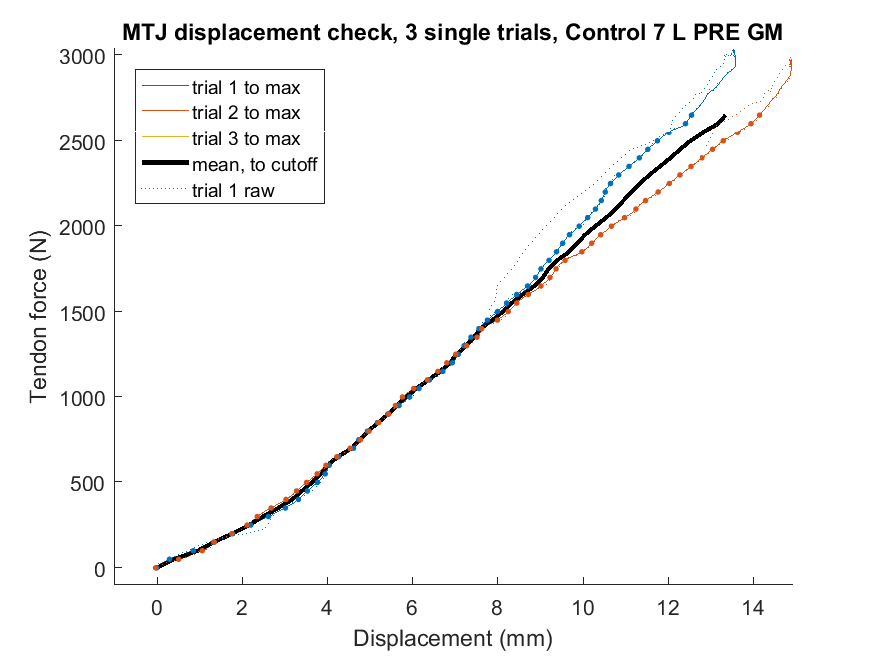 MTJ displacement check, 3 single trials, Control 7 L PRE GM
3000
2500
2000
1500
1000
500
0
Tendon force (N)
trial 1 to max
trial 2 to max
trial 3 to max
mean, to cutoff
trial 1 raw
0 2 4 6 8 10 12 14
Displacement (mm)